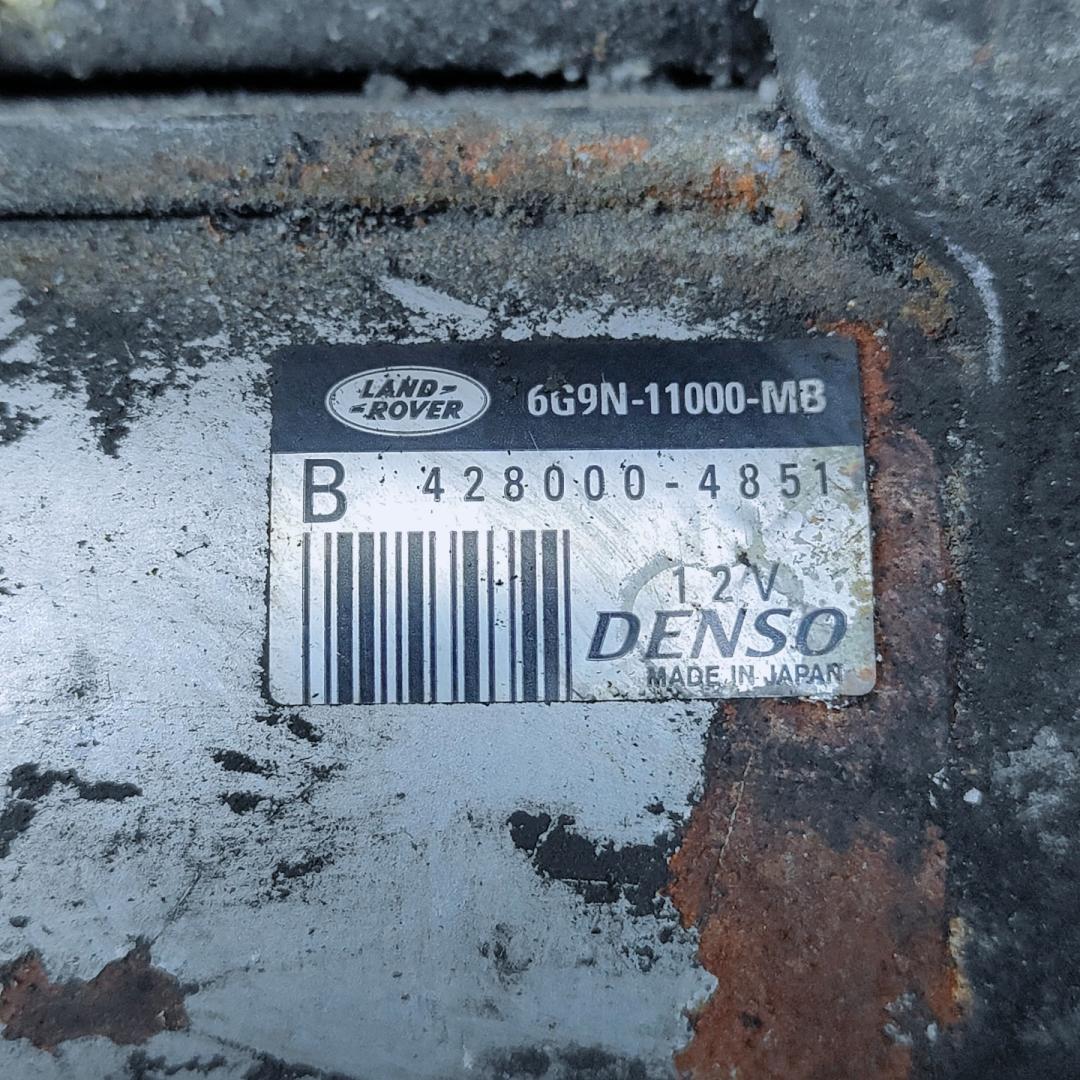 LAND-
-ROVER
6G9N-11000-MB
B 428000-4851
12V
DENSO
MADE IN JAPAN